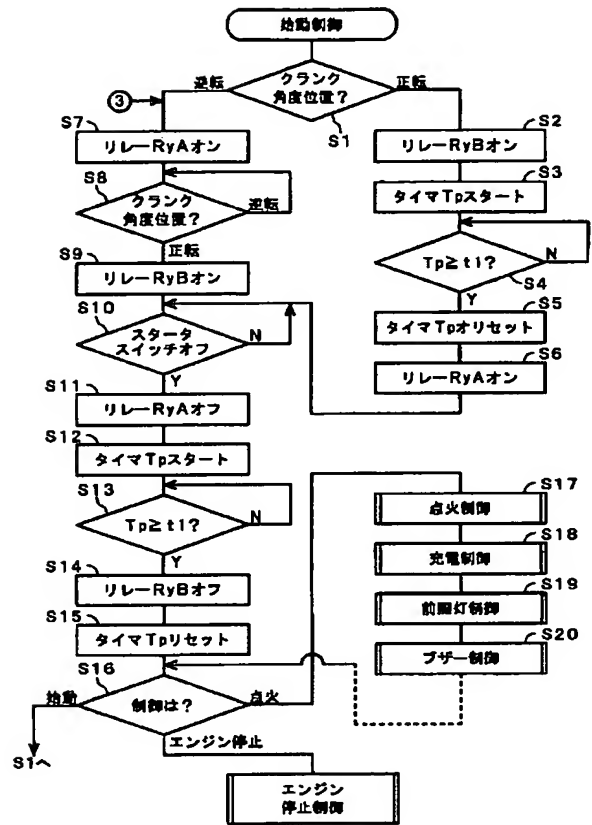 始動制御
逆転
クランク
角度位置?
正転
S1
③
S7
リレーRyAオン
S8
クランク
角度位置?
逆転
正転
S9
リレーRyBオン
S10
スタータ
スイッチオフ
N
Y
S11
リレーRyAオフ
S12
タイマTpスタート
S13
Tp≧t1?
N
Y
S14
リレーRyBオフ
S15
タイマTpリセット
S16
始動
制御は?
点火
S1へ
エンジン停止
エンジン
停止制御
S2
リレーRyBオン
S3
タイマTpスタート
Tp≧t1?
N
S4
Y
S5
タイマTpオリセット
S6
リレーRyAオン
S17
点火制御
S18
充電制御
S19
前照灯制御
S20
ブザー制御